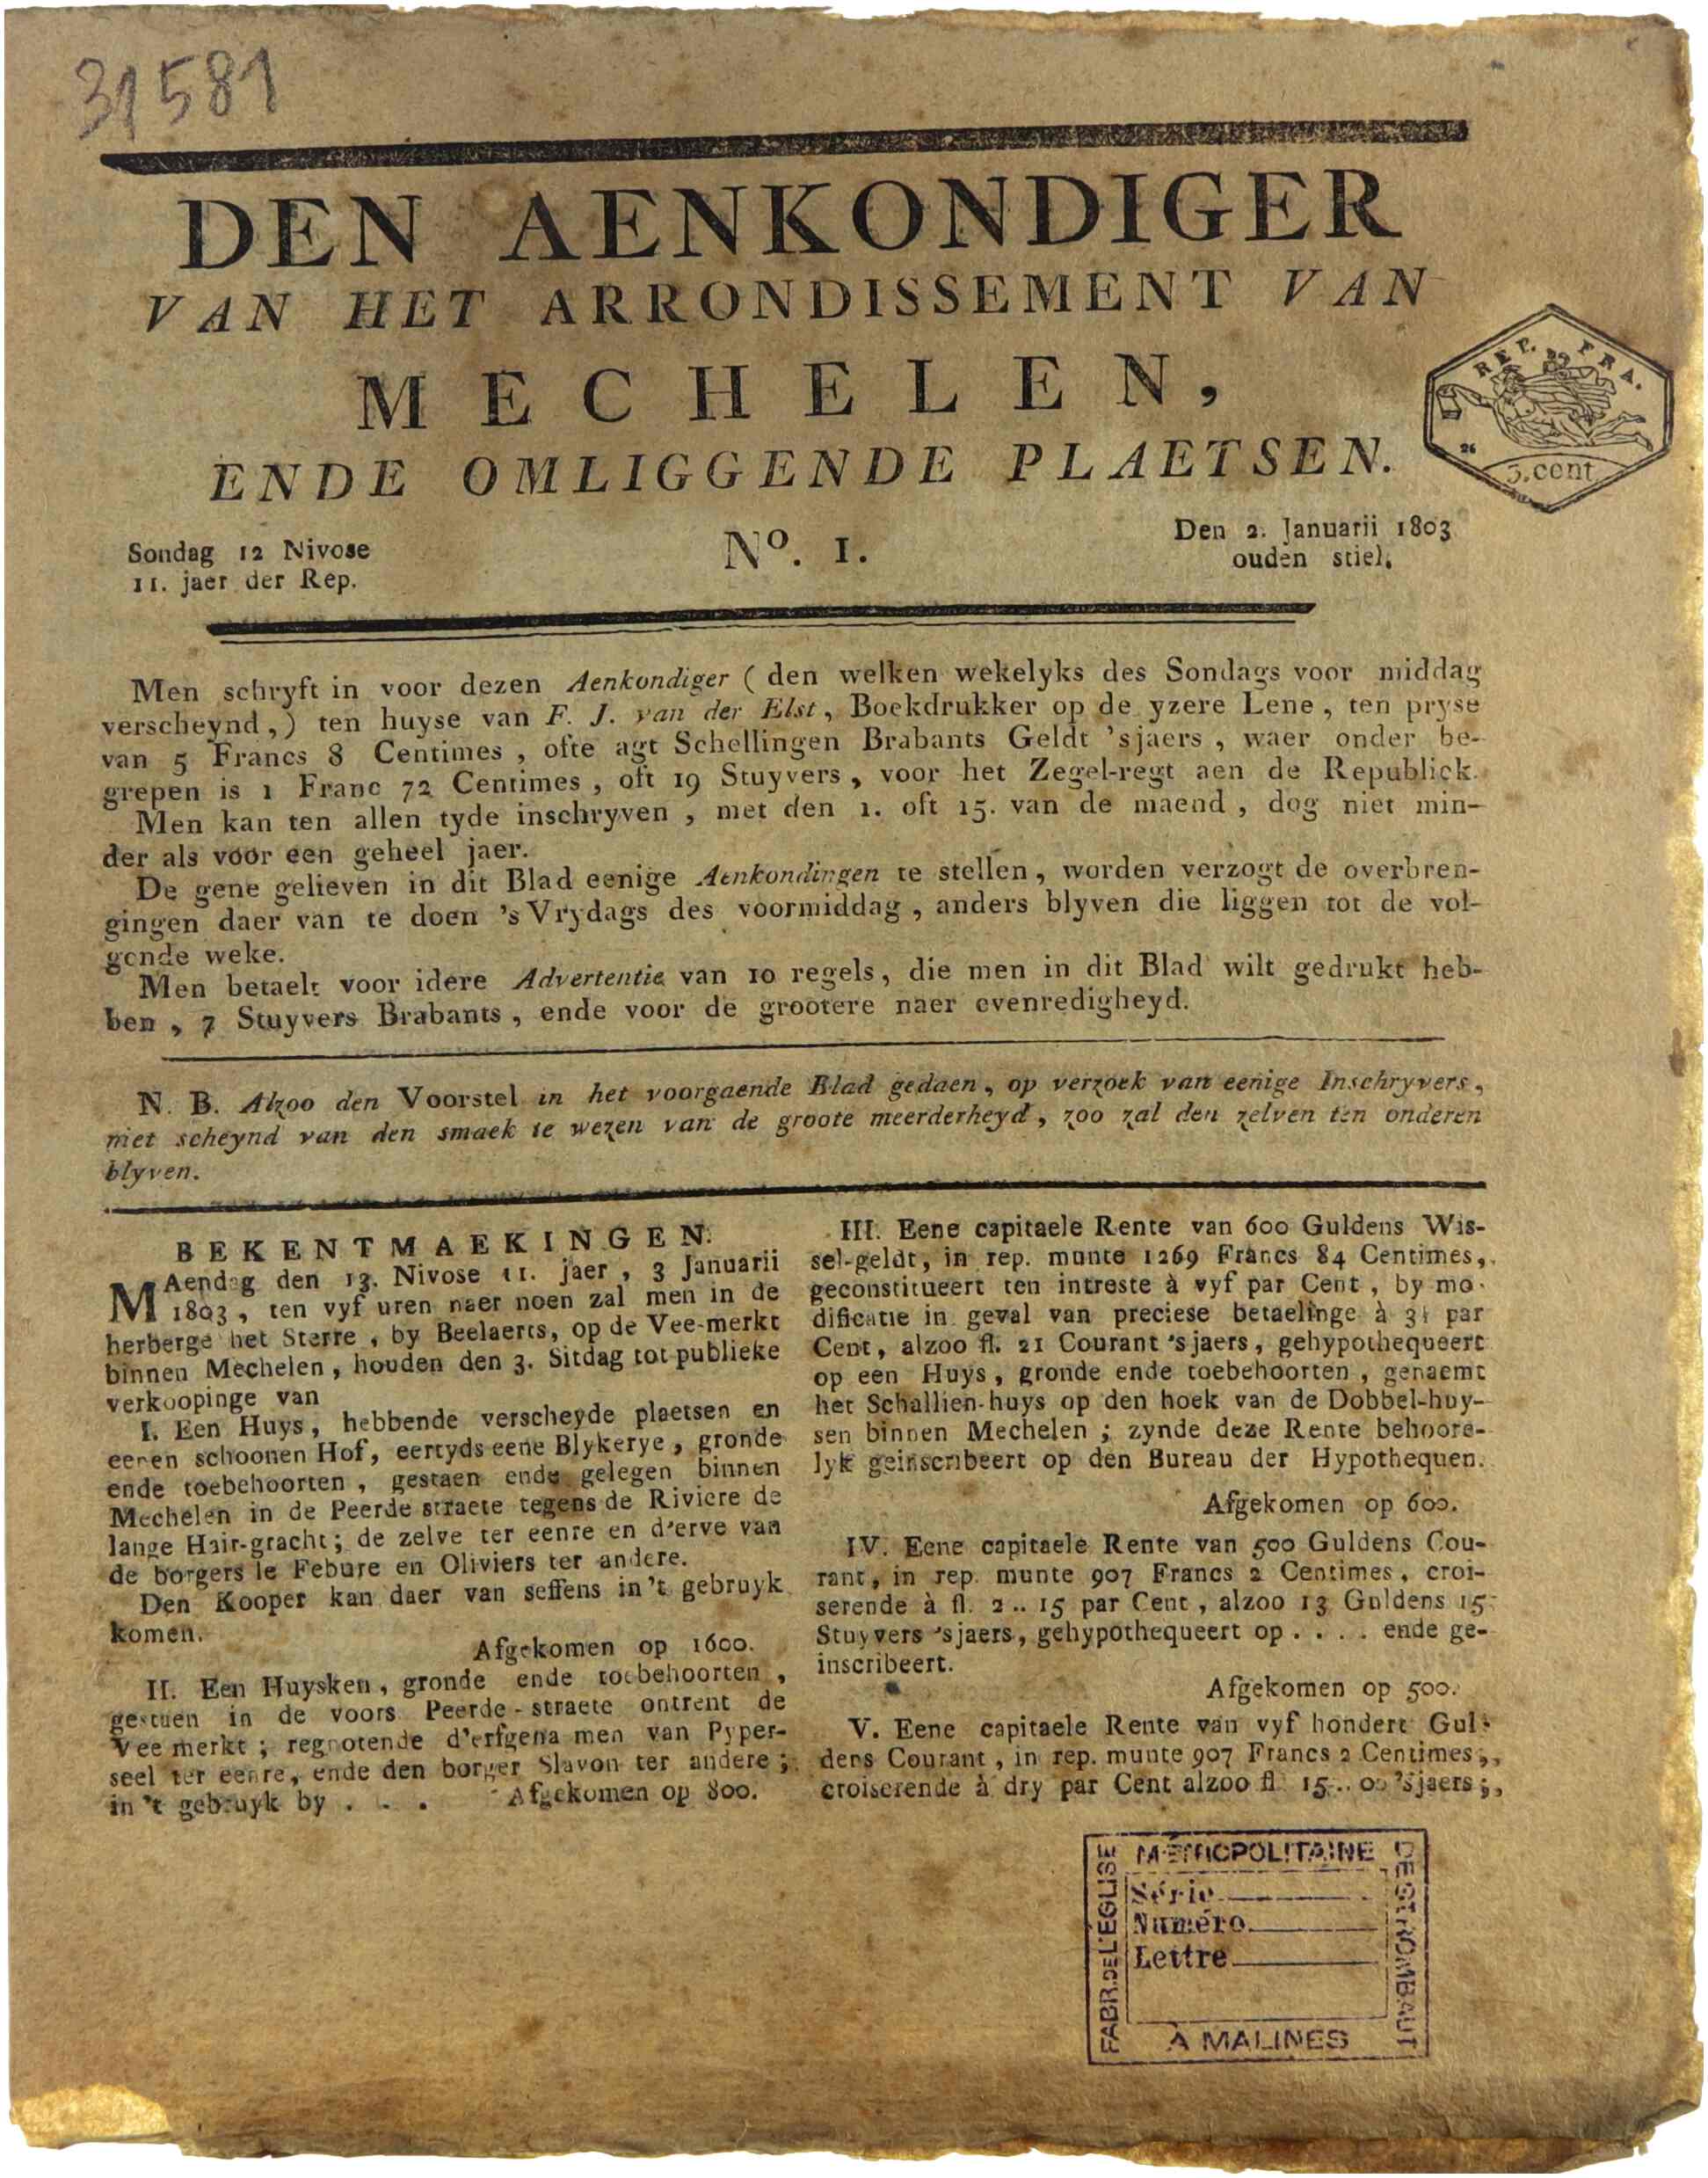 31581
DEN AENKONDIGER
VAN HET ARRONDISSEMENT VAN
MECHELEN,
ENDE OMLIGGENDE PLAETSEN.
REP. FRA.
26
5.cent
Sondag 12 Nivose
11. jaer der Rep.
Nº. 1.
Den 2. Januarii 1803
ouden stiel.
Men schryft in voor dezen Aenkondiger ( den welken wekelyks des Sondags voor middag
verscheynd, ) ten huyse van F. J. van der Elst, Boekdrukker op de yzere Lene, ten pryse
van 5 Francs 8 Centimes , ofte agt Schellingen Brabants Geldt 'sjaers , waer onder be-
grepen is 1 Franc 72 Centimes , oft 19 Stuyvers , voor het Zegel-regt aen de Republick.
Men kan ten allen tyde inschryven , met den 1. oft 15. van de maend , dog niet min-
der als voor een geheel jaer.
De gene gelieven in dit Blad eenige Aenkondingen te stellen, worden verzogt de overbren-
gingen daer van te doen 's Vrydags des voormiddag , anders blyven die liggen tot de vol-
gende weke.
Men betaelt voor idere Advertentie van 10 regels, die men in dit Blad wilt gedrukt heb-
ben , 7 Stuyvers Brabants , ende voor de grootere naer evenredigheyd.
N. B. Alzoo den Voorstel in het voorgaende Blad gedaen, op verzoek van eenige Inschryvers,
niet scheynd van den smaek te wezen van de groote meerderheyd, zoo zal den zelven ten onderen
blyven.
BEKENTMAEKINGEN.
MAendag den 13. Nivose 11. jaer , 3 Januarii
1803 , ten vyf uren naer noen zal men in de
herberge het Sterre , by Beelaerts, op de Vee-merkt
binnen Mechelen, houden den 3. Sitdag tot publieke
verkoopinge van
I. Een Huys, hebbende verscheyde plaetsen en
eenen schoonen Hof, eertyds eene Blykerye, gronde
ende toebehoorten , gestaen ende gelegen binnen
Mechelen in de Peerde straete tegens de Riviere de
lange Hair-gracht; de zelve ter eenre en d'erve van
de borgers le Febure en Oliviers ter andere.
Den Kooper kan daer van seffens in 't gebruyk
komen.
Afgekomen op 1600.
II. Een Huysken, gronde ende toebehoorten ,
gestaen in de voors Peerde-straete ontrent de
Vee merkt ; regenotende d'erfgena men van Pyper-
seel ter eenre, ende den borger Slavon ter andere ;
in 't gebruyk by . . .
Afgekomen op 800.
III. Eene capitaele Rente van 600 Guldens Wis-
sel-geldt, in rep. munte 1269 Francs 84 Centimes,
geconstitueert ten intreste à vyf par Cent , by mo-
dificatie in geval van preciese betaelinge à 3½ par
Cent, alzoo fl. 21 Courant 'sjaers, gehypothequeert
op een Huys, gronde ende toebehoorten , genaemt
het Schallien-huys op den hoek van de Dobbel-huy-
sen binnen Mechelen ; zynde deze Rente behoore-
lyk geinscribeert op den Bureau der Hypothequen.
Afgekomen op 600.
IV. Eene capitaele Rente van 500 Guldens Cou-
rant, in rep. munte 907 Francs 2 Centimes, croi-
serende à fl. 2 .. 15 par Cent , alzoo 13 Guldens 15
Stuyvers 'sjaers, gehypothequeert op . . . . ende ge-
inscribeert.
Afgekomen op 500.
V. Eene capitaele Rente van vyf hondert Gul-
dens Courant , in rep. munte 907 Francs 2 Centimes ,
croiserende à dry par Cent alzoo fl 15 .. 00 'sjaers ;
FABR. DE L'EGLISE
METROPOLITAINE
DE ST ROMBAUT
Série
Numéro
Lettre
A MALINES